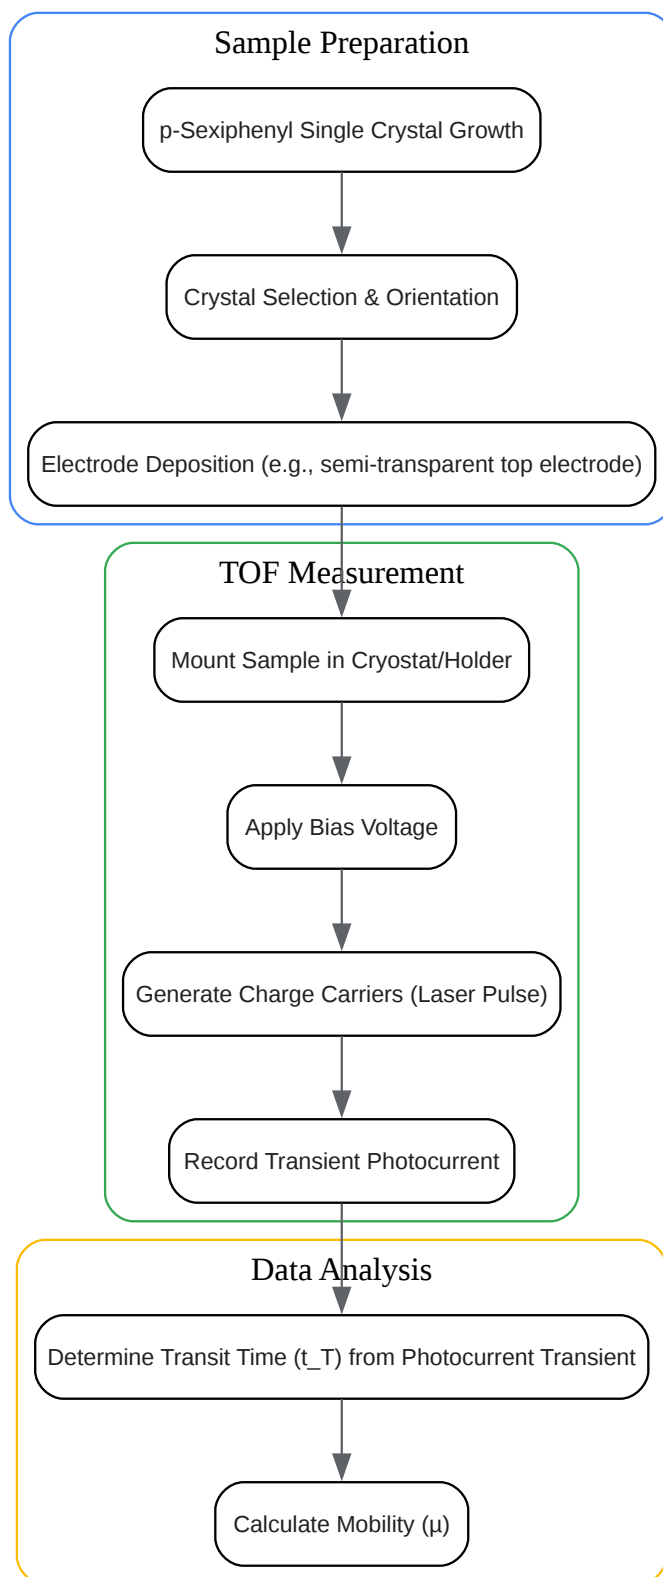 Sample Preparation
p-Sexiphenyl Single Crystal Growth
Crystal Selection & Orientation
Electrode Deposition (e.g., semi-transparent top electrode)
TOF Measurement
Mount Sample in Cryostat/Holder
Apply Bias Voltage
Generate Charge Carriers (Laser Pulse)
Record Transient Photocurrent
Data Analysis
Determine Transit Time (t_T) from Photocurrent Transient
Calculate Mobility (μ)